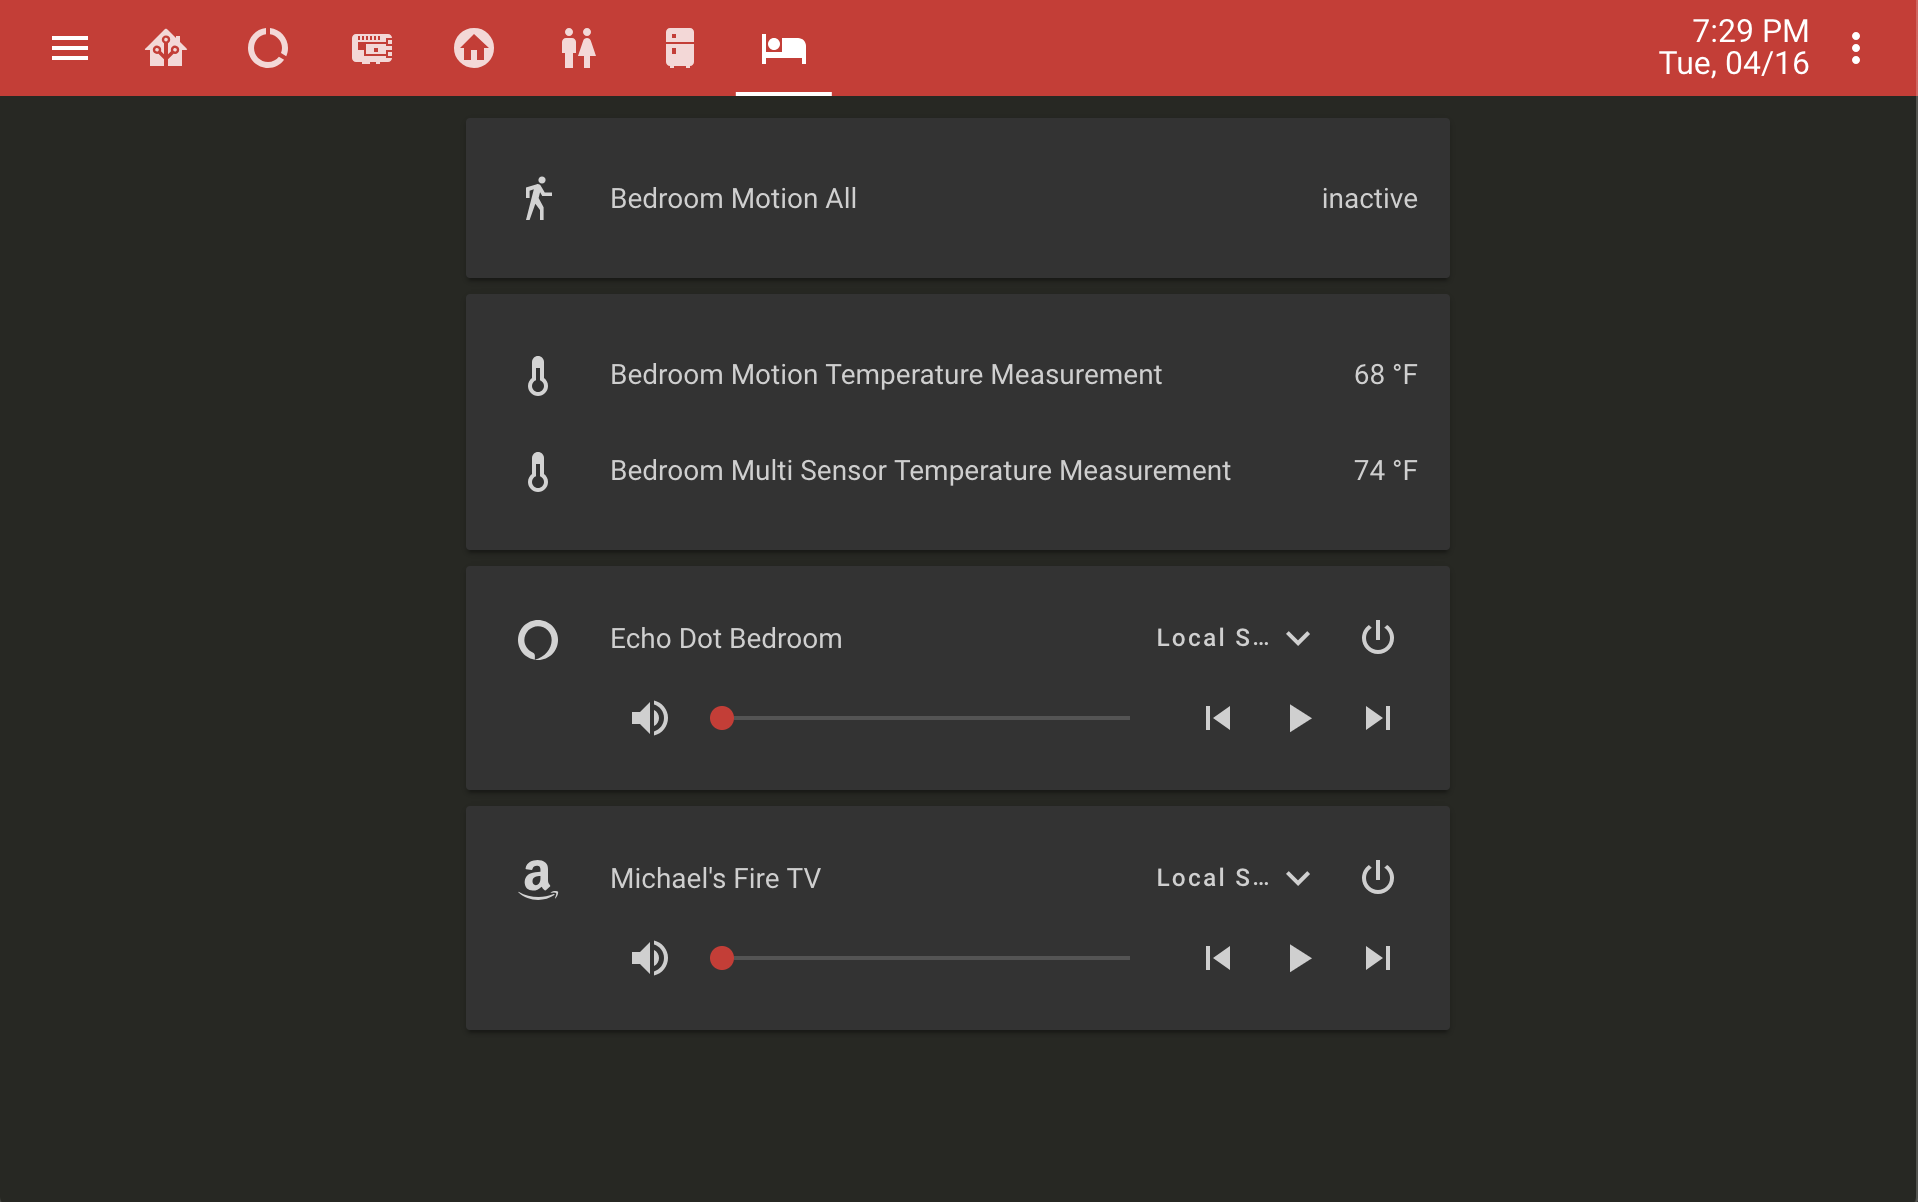 7:29 PM
Tue, 04/16
Bedroom Motion All inactive
Bedroom Motion Temperature Measurement 68 °F
Bedroom Multi Sensor Temperature Measurement 74 °F
Echo Dot Bedroom Local S...
Michael's Fire TV Local S...